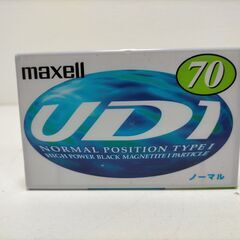 maxell
70
UD1
NORMAL POSITION TYPE I
HIGH POWER BLACK MAGNETITE PARTICLE
ノーマル